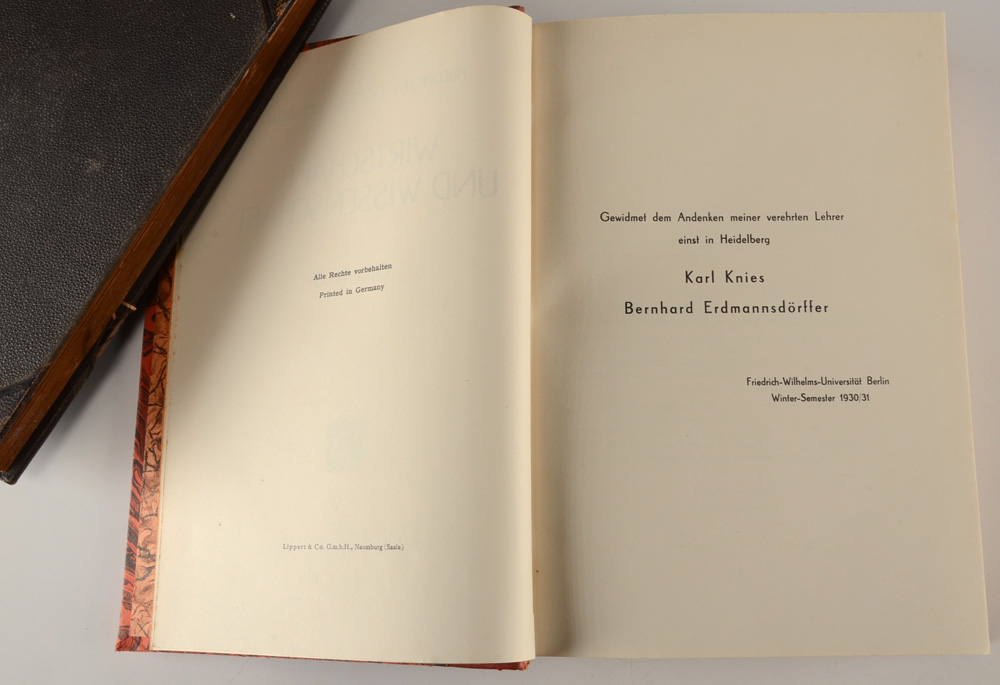 Alle Rechte vorbehalten
Printed in Germany
Lippert & Co. G.m.b.H., Naumburg (Saale)
Gewidmet dem Andenken meiner verehrten Lehrer
einst in Heidelberg
Karl Knies
Bernhard Erdmannsdörffer
Friedrich-Wilhelms-Universität Berlin
Winter-Semester 1930/31